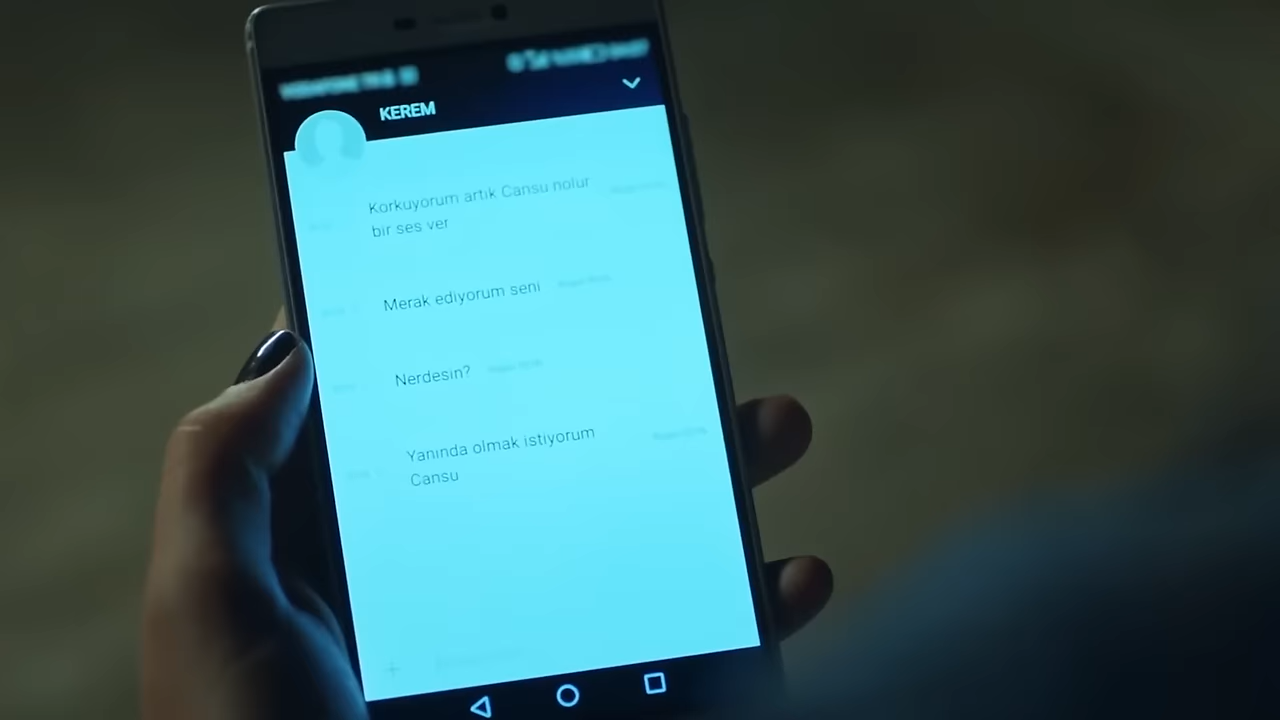 KEREM
Korkuyorum artık Cansu nolur
bir ses ver
Merak ediyorum seni
Nerdesin?
Yanında olmak istiyorum
Cansu